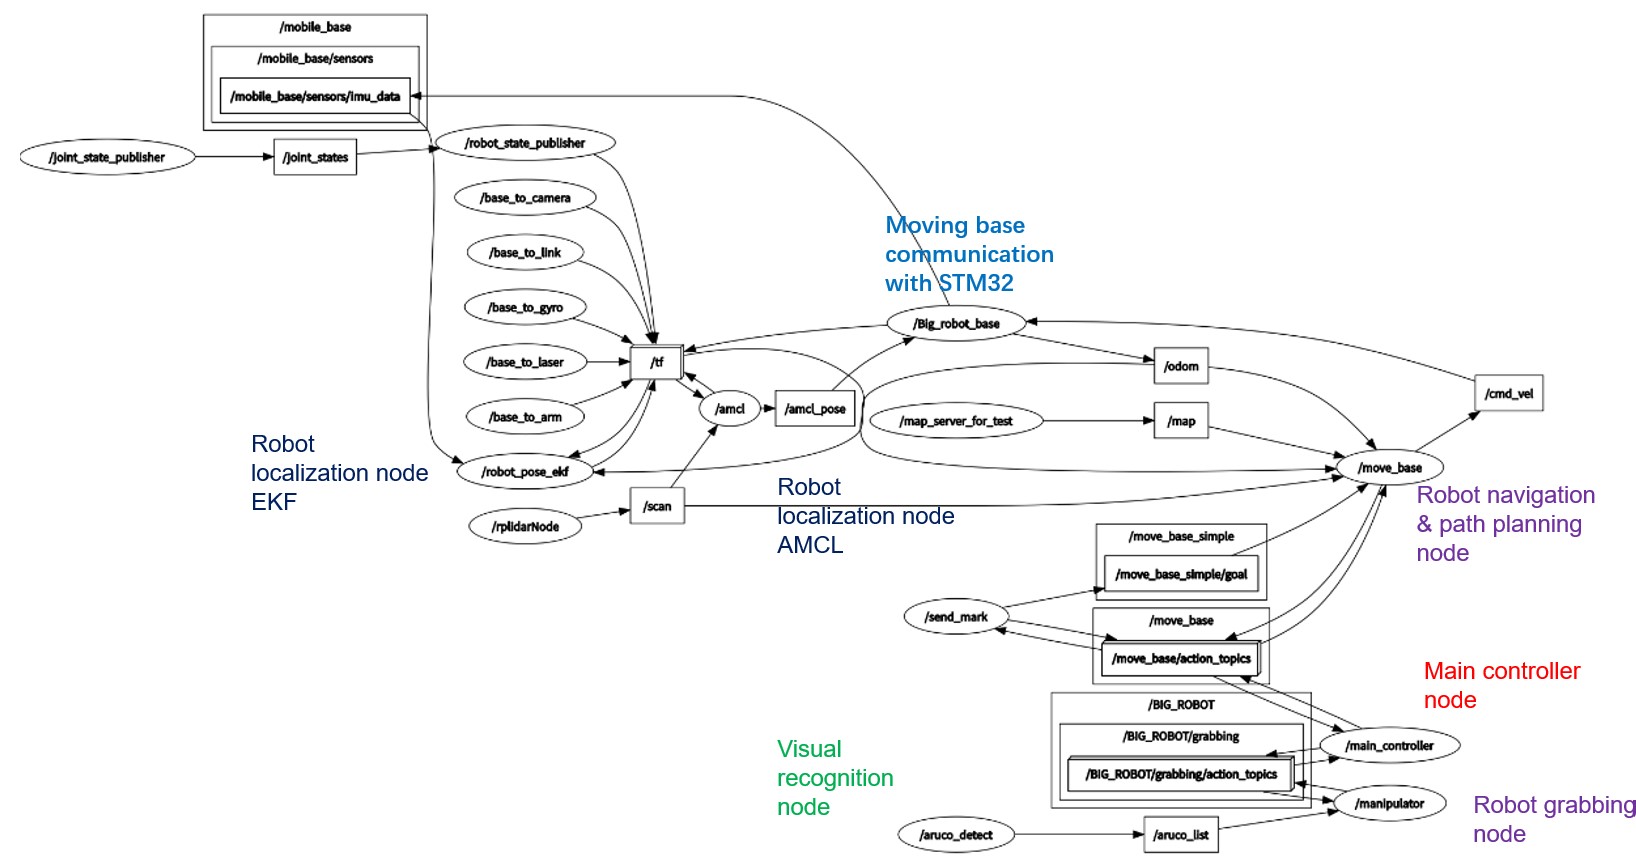 /mobile_base
/mobile_base/sensors
/mobile_base/sensors/imu_data
/joint_state_publisher
/joint_states
/robot_state_publisher
/base_to_camera
/base_to_link
/base_to_gyro
/base_to_laser
/base_to_arm
/tf
/amcl
/amcl_pose
Moving base
communication
with STM32
/Big_robot_base
/odom
/cmd_vel
/map_server_for_test
/map
/move_base
Robot
localization node
EKF
/robot_pose_ekf
/rplidarNode
/scan
Robot
localization node
AMCL
Robot navigation
& path planning
node
/move_base_simple
/move_base_simple/goal
/send_mark
/move_base
/move_base/action_topics
Main controller
node
/BIG_ROBOT
/BIG_ROBOT/grabbing
/BIG_ROBOT/grabbing/action_topics
/main_controller
/manipulator
Visual
recognition
node
Robot grabbing
node
/aruco_detect
/aruco_list